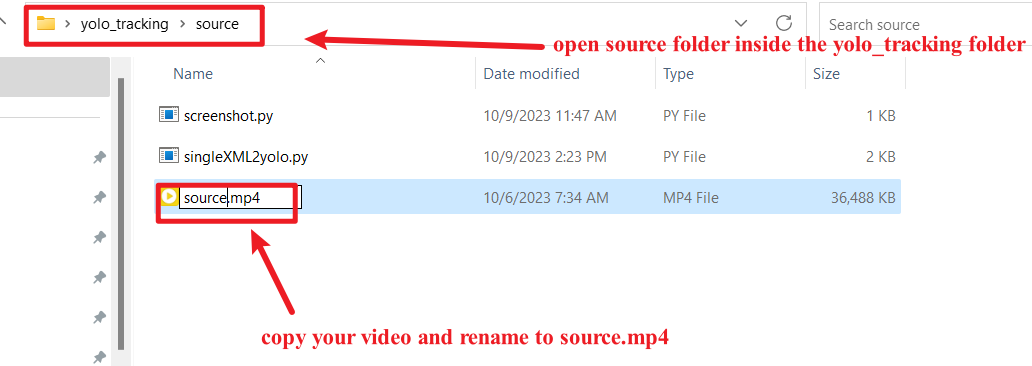 yolo_tracking > source
Search source
open source folder inside the yolo_tracking folder
Name Date modified Type Size
screenshot.py 10/9/2023 11:47 AM PY File 1 KB
singleXML2yolo.py 10/9/2023 2:23 PM PY File 2 KB
source.mp4 10/6/2023 7:34 AM MP4 File 36,488 KB
copy your video and rename to source.mp4